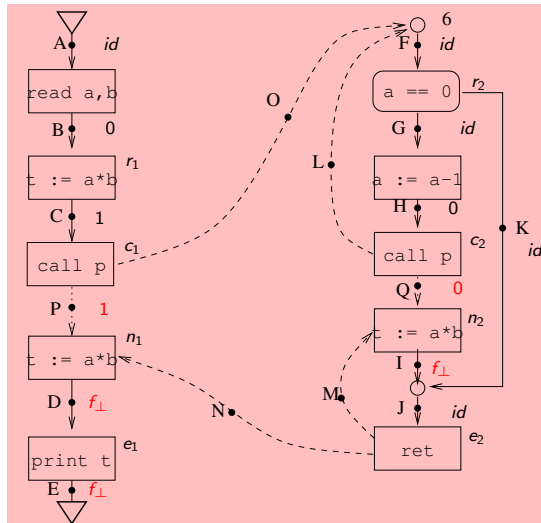 A id
read a,b
B 0
r1
t := a*b
C 1
c1
call p
P 1
n1
t := a*b
D f⊥
e1
print t
E f⊥
O
L
N
M
6
F id
r2
a == 0
G id
a := a-1
H 0
c2
call p
Q 0
n2
t := a*b
I f⊥
J id
e2
ret
K
id